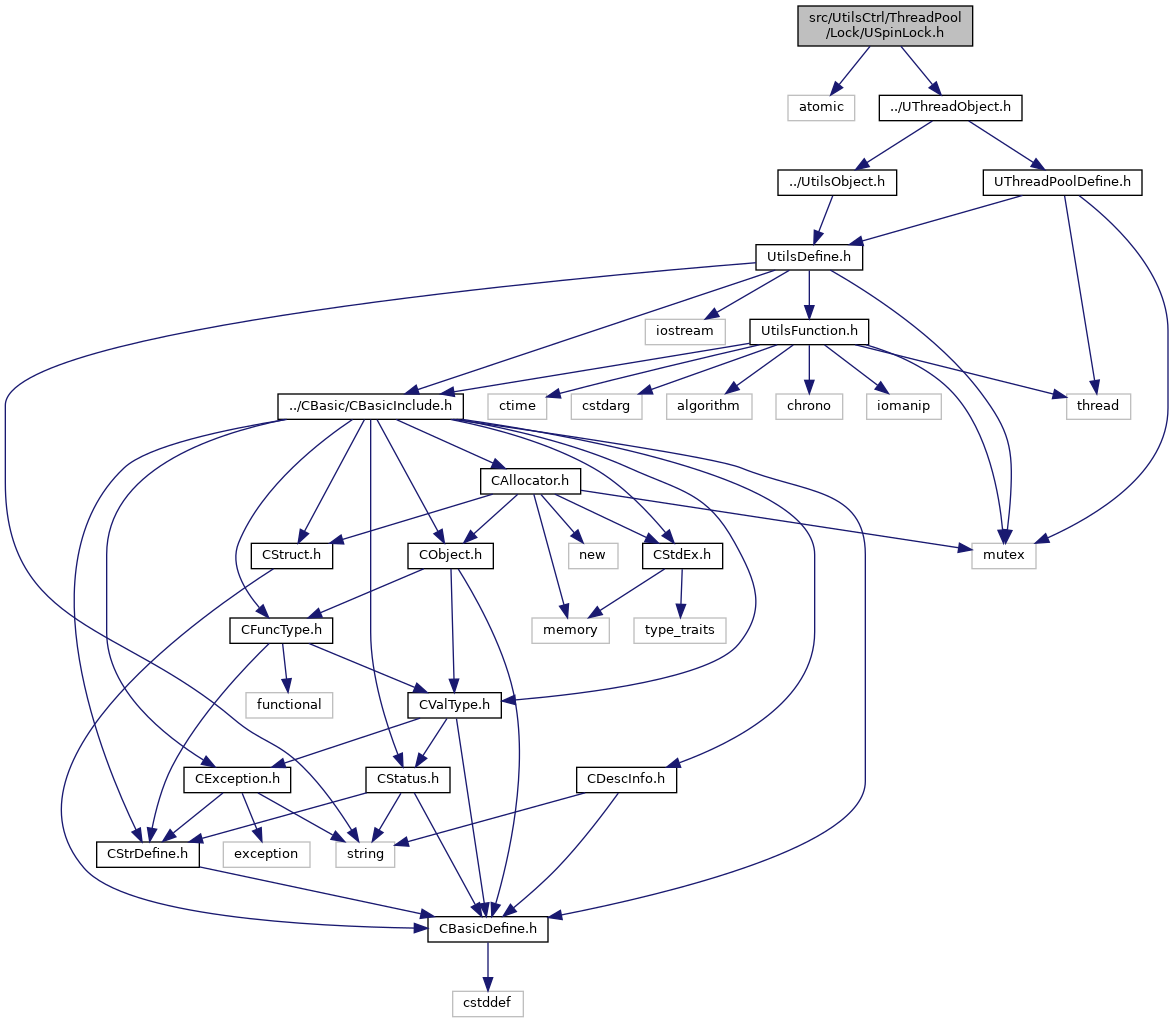 src/UtilsCtrl/ThreadPool
/Lock/USpinLock.h
atomic
../UThreadObject.h
../UtilsObject.h
UThreadPoolDefine.h
UtilsDefine.h
iostream
UtilsFunction.h
../CBasic/CBasicInclude.h
ctime
cstdarg
algorithm
chrono
iomanip
thread
CAllocator.h
CStruct.h
CObject.h
new
CStdEx.h
mutex
CFuncType.h
memory
type_traits
functional
CValType.h
CException.h
CStatus.h
CDescInfo.h
CStrDefine.h
exception
string
CBasicDefine.h
cstddef